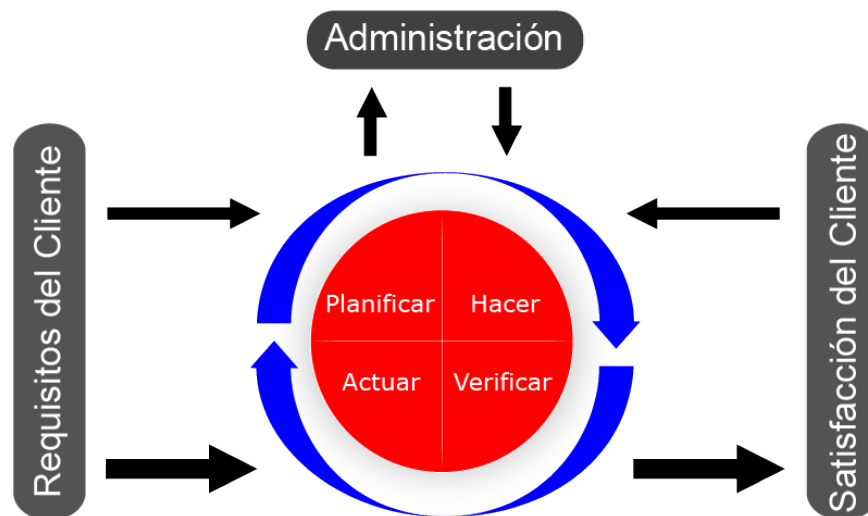 Administración
Requisitos del Cliente
Planificar
Hacer
Actuar
Verificar
Satisfacción del Cliente